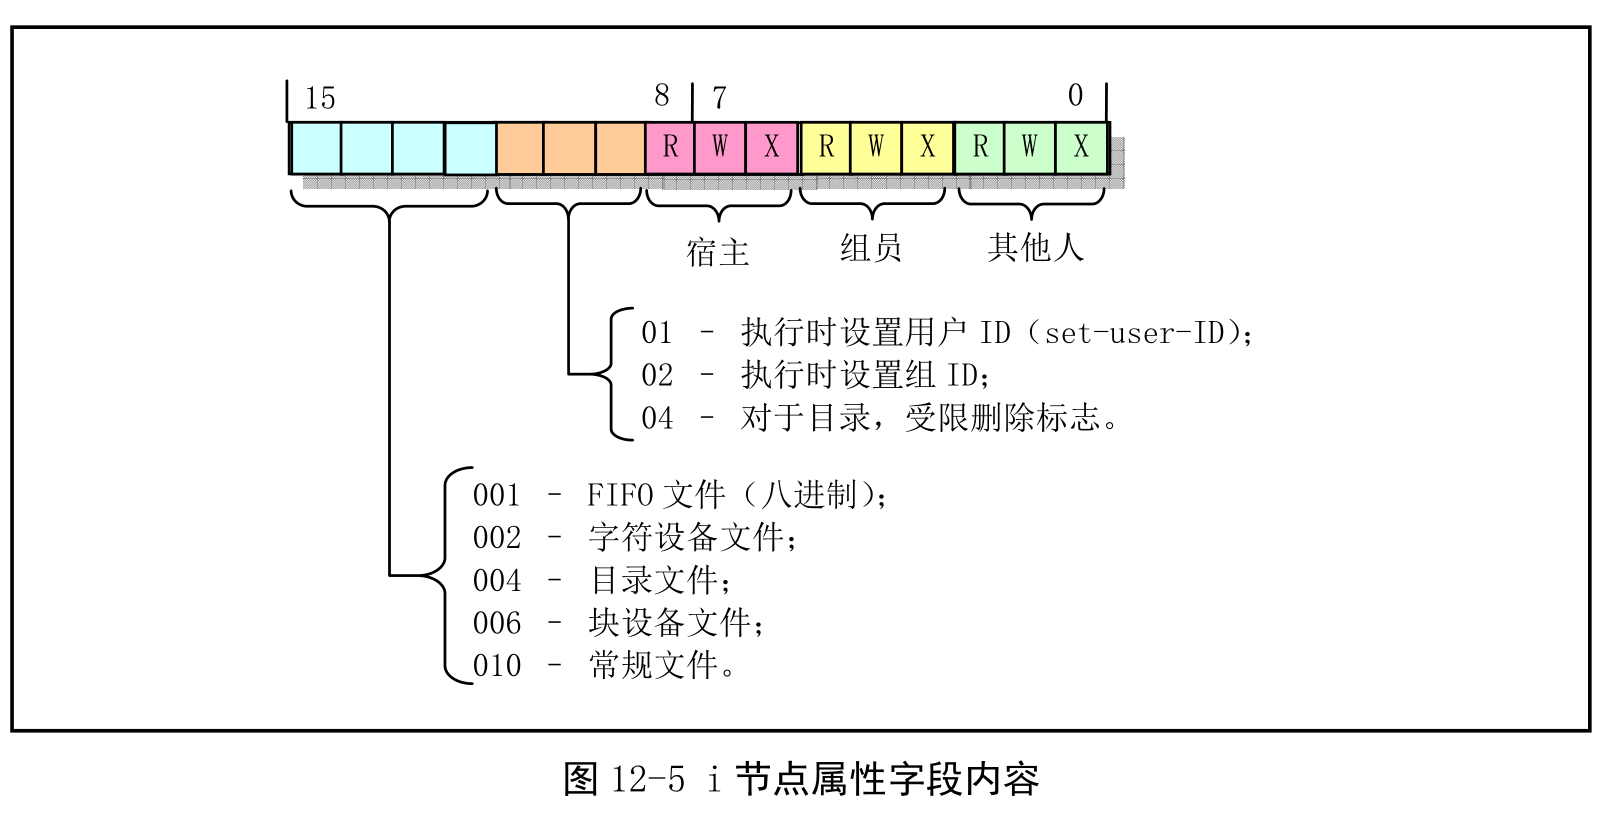 15 8 7 0
R W X R W X R W X
宿主 组员 其他人
01 - 执行时设置用户 ID（set-user-ID）；
02 - 执行时设置组 ID；
04 - 对于目录，受限删除标志。
001 - FIFO 文件（八进制）；
002 - 字符设备文件；
004 - 目录文件；
006 - 块设备文件；
010 - 常规文件。
图 12-5 i 节点属性字段内容